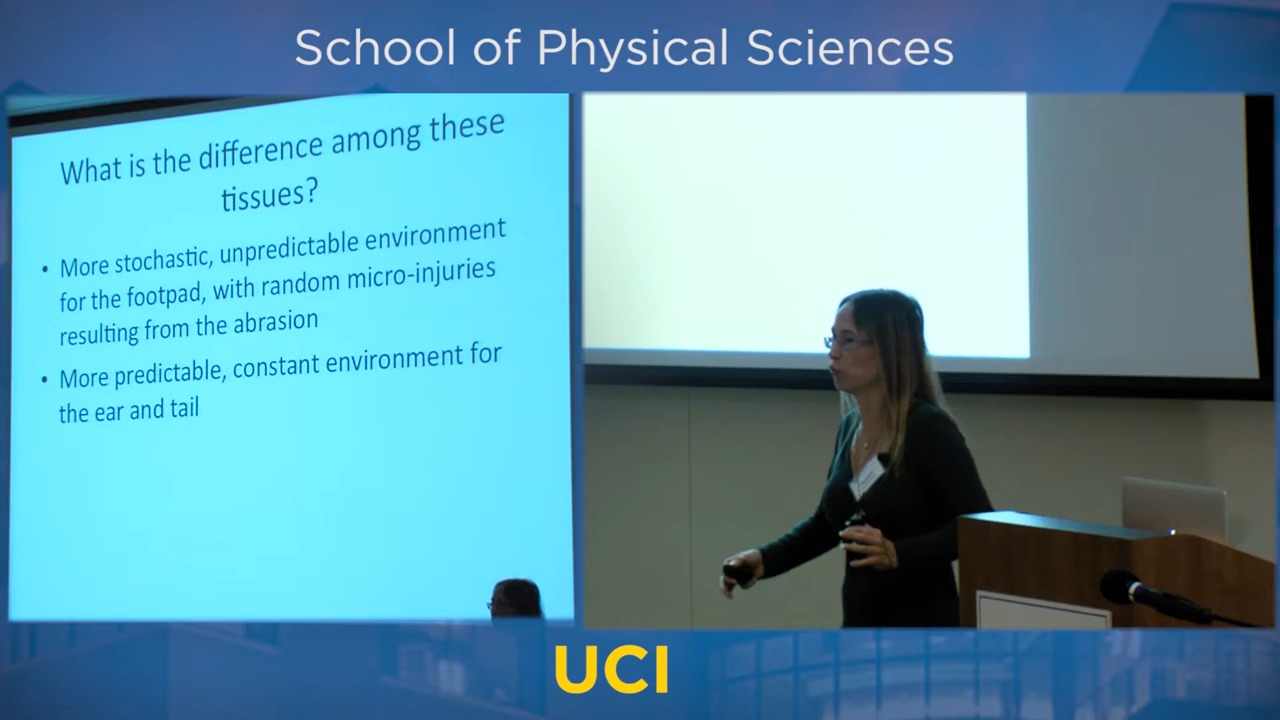 School of Physical Sciences
What is the difference among these
tissues?
• More stochastic, unpredictable environment
for the footpad, with random micro-injuries
resulting from the abrasion
• More predictable, constant environment for
the ear and tail
UCI